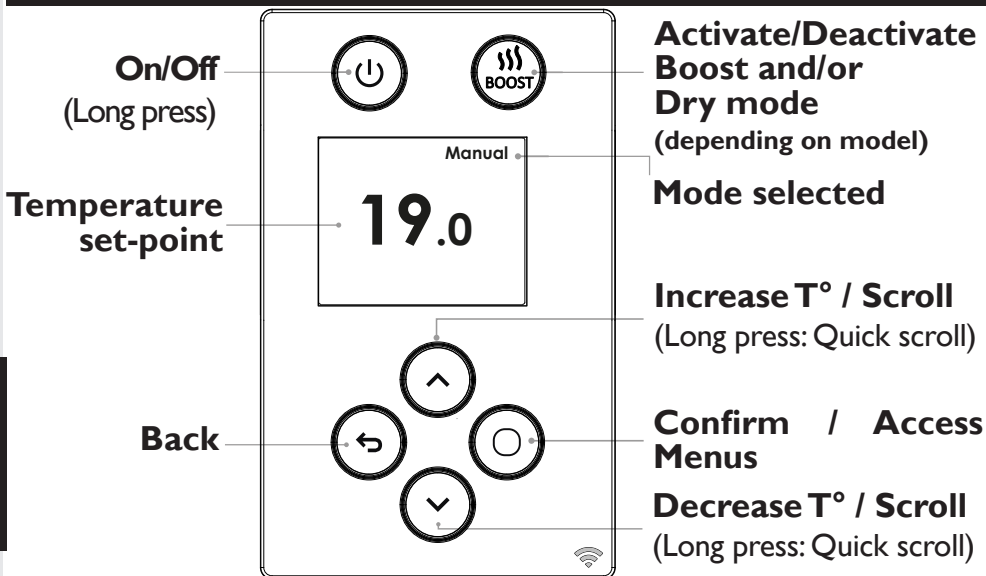 On/Off
(Long press)
BOOST
Activate/Deactivate
Boost and/or
Dry mode
(depending on model)
Manual
Mode selected
Temperature
set-point
19.0
Increase T° / Scroll
(Long press: Quick scroll)
Back
Confirm / Access
Menus
Decrease T° / Scroll
(Long press: Quick scroll)